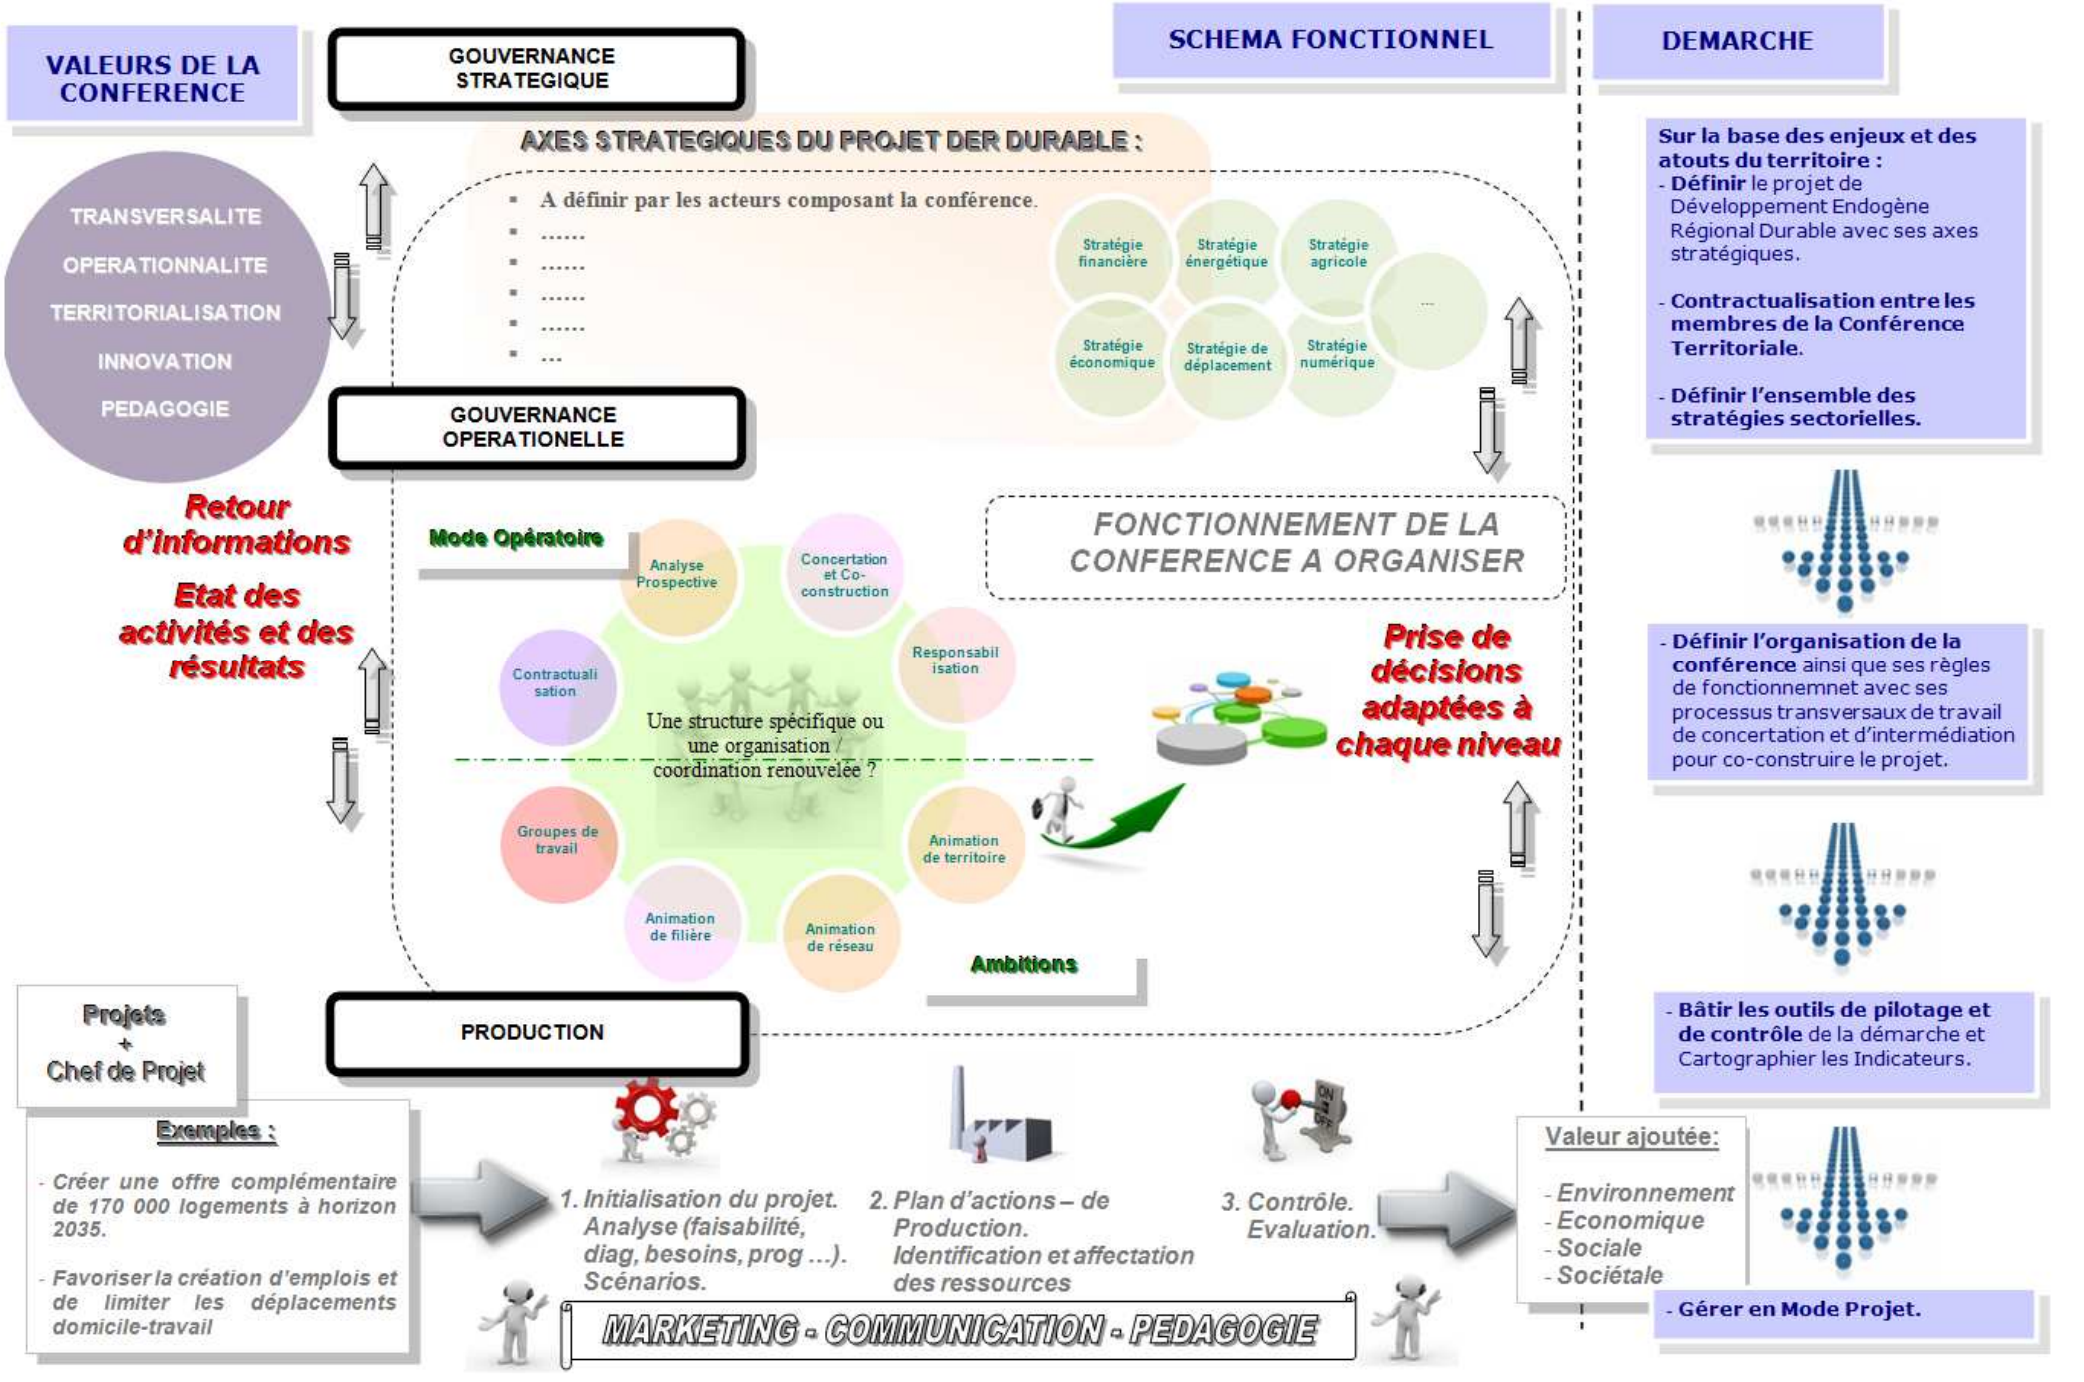 VALEURS DE LA
CONFERENCE
GOUVERNANCE
STRATEGIQUE
SCHEMA FONCTIONNEL
DEMARCHE
TRANSVERSALITE
OPERATIONNALITE
TERRITORIALISATION
INNOVATION
PEDAGOGIE
AXES STRATEGIQUES DU PROJET DER DURABLE :
▪ A définir par les acteurs composant la conférence.
▪ ......
▪ ......
▪ ......
▪ ......
▪ ...
Stratégie
financière
Stratégie
énergétique
Stratégie
agricole
...
Stratégie
économique
Stratégie de
déplacement
Stratégie
numérique
Sur la base des enjeux et des
atouts du territoire :
- Définir le projet de
Développement Endogène
Régional Durable avec ses axes
stratégiques.
- Contractualisation entre les
membres de la Conférence
Territoriale.
- Définir l'ensemble des
stratégies sectorielles.
GOUVERNANCE
OPERATIONELLE
Retour
d'informations
Etat des
activités et des
résultats
Mode Opératoire
Analyse
Prospective
Concertation
et Co-
construction
Responsabil
isation
Contractuali
sation
Une structure spécifique ou
une organisation /
coordination renouvelée ?
Groupes de
travail
Animation
de territoire
Animation
de filière
Animation
de réseau
FONCTIONNEMENT DE LA
CONFERENCE A ORGANISER
Prise de
décisions
adaptées à
chaque niveau
Ambitions
- Définir l'organisation de la
conférence ainsi que ses règles
de fonctionnemnet avec ses
processus transversaux de travail
de concertation et d'intermédiation
pour co-construire le projet.
- Bâtir les outils de pilotage et
de contrôle de la démarche et
Cartographier les Indicateurs.
Projets
+
Chef de Projet
PRODUCTION
Exemples :
- Créer une offre complémentaire
de 170 000 logements à horizon
2035.
- Favoriser la création d'emplois et
de limiter les déplacements
domicile-travail
1. Initialisation du projet.
Analyse (faisabilité,
diag, besoins, prog ...).
Scénarios.
2. Plan d'actions – de
Production.
Identification et affectation
des ressources
ON
OFF
3. Contrôle.
Evaluation.
Valeur ajoutée:
- Environnement
- Economique
- Sociale
- Sociétale
- Gérer en Mode Projet.
MARKETING - COMMUNICATION - PEDAGOGIE